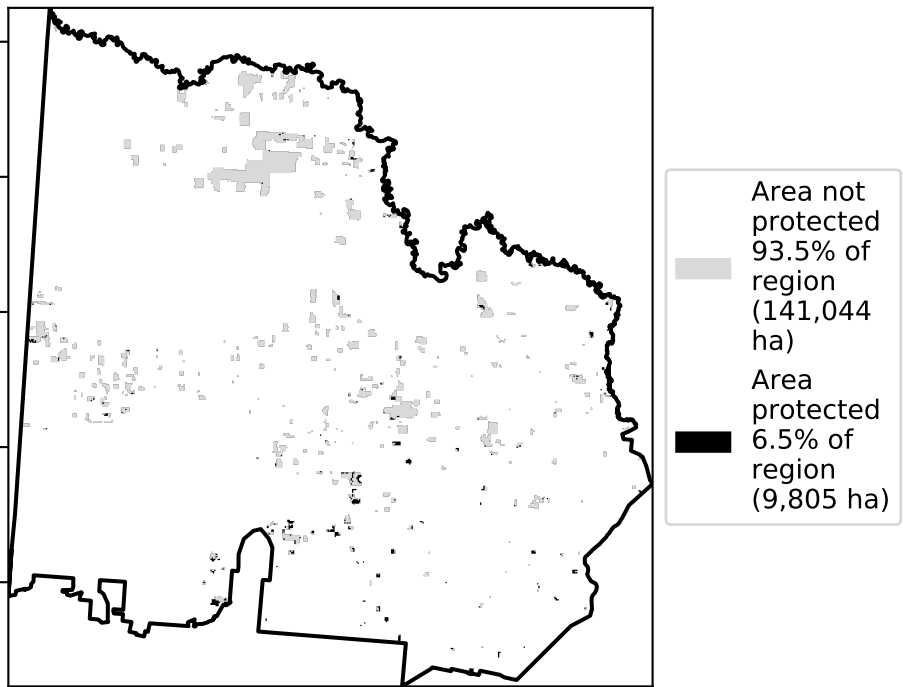 Area not
protected
93.5% of
region
(141,044
ha)
Area
protected
6.5% of
region
(9,805 ha)